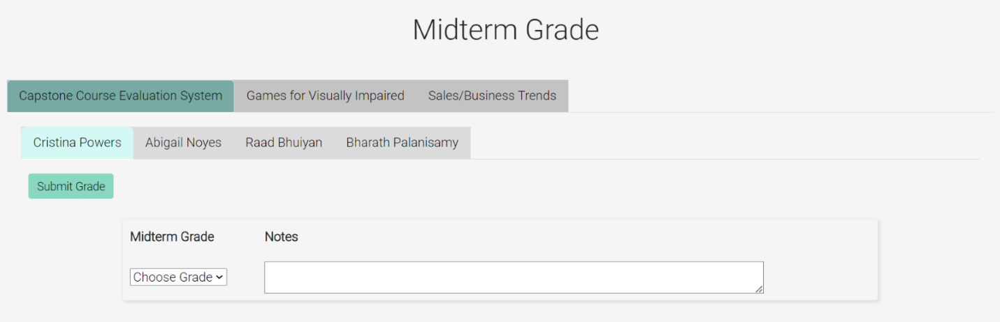 Midterm Grade
Capstone Course Evaluation System Games for Visually Impaired Sales/Business Trends
Cristina Powers Abigail Noyes Raad Bhuiyan Bharath Palanisamy
Submit Grade
Midterm Grade Notes
Choose Grade